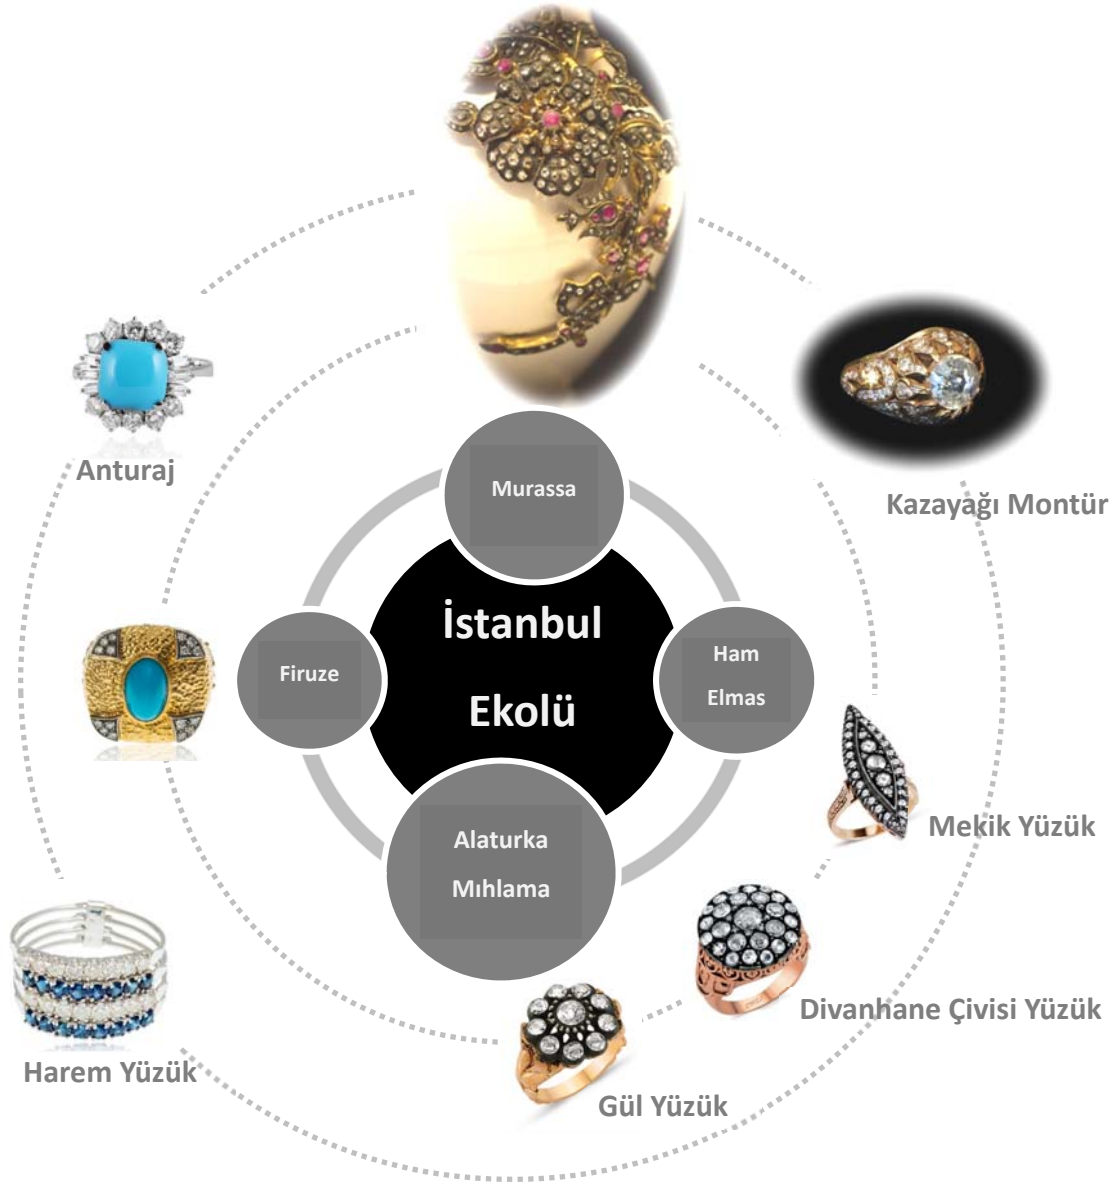 Anturaj
Kazayağı Montür
Murassa
İstanbul
Ekolü
Firuze
Ham
Elmas
Alaturka
Mıhlama
Mekik Yüzük
Divanhane Çivisi Yüzük
Harem Yüzük
Gül Yüzük